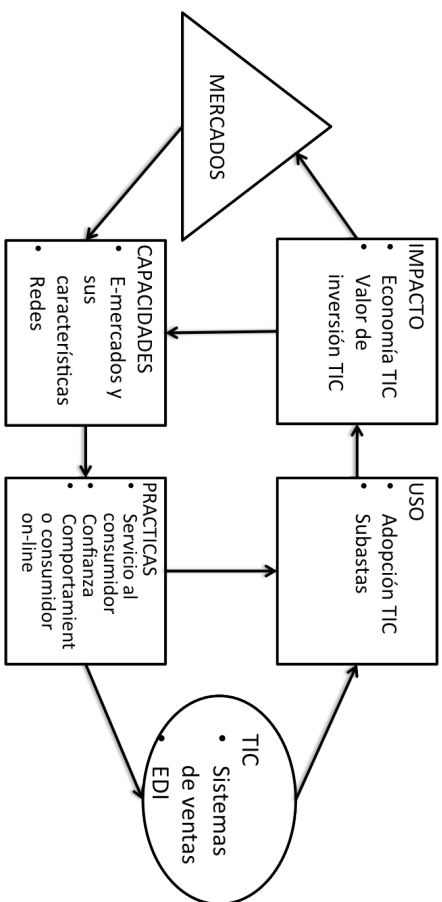 MERCADOS
IMPACTO
• Economía TIC
• Valor de
inversión TIC
CAPACIDADES
• E-mercados y
sus
características
• Redes
USO
• Adopción TIC
• Subastas
PRACTICAS
• Servicio al
consumidor
• Confianza
• Comportamient
o consumidor
on-line
TIC
• Sistemas
de ventas
• EDI